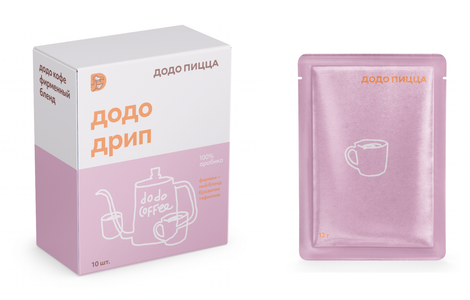 додо кофе
фирменный
бленд
ДОДО ПИЦЦА
додо
дрип
100%
арабика
dodo
COFFEE
10 шт.
ДОДО ПИЦЦА